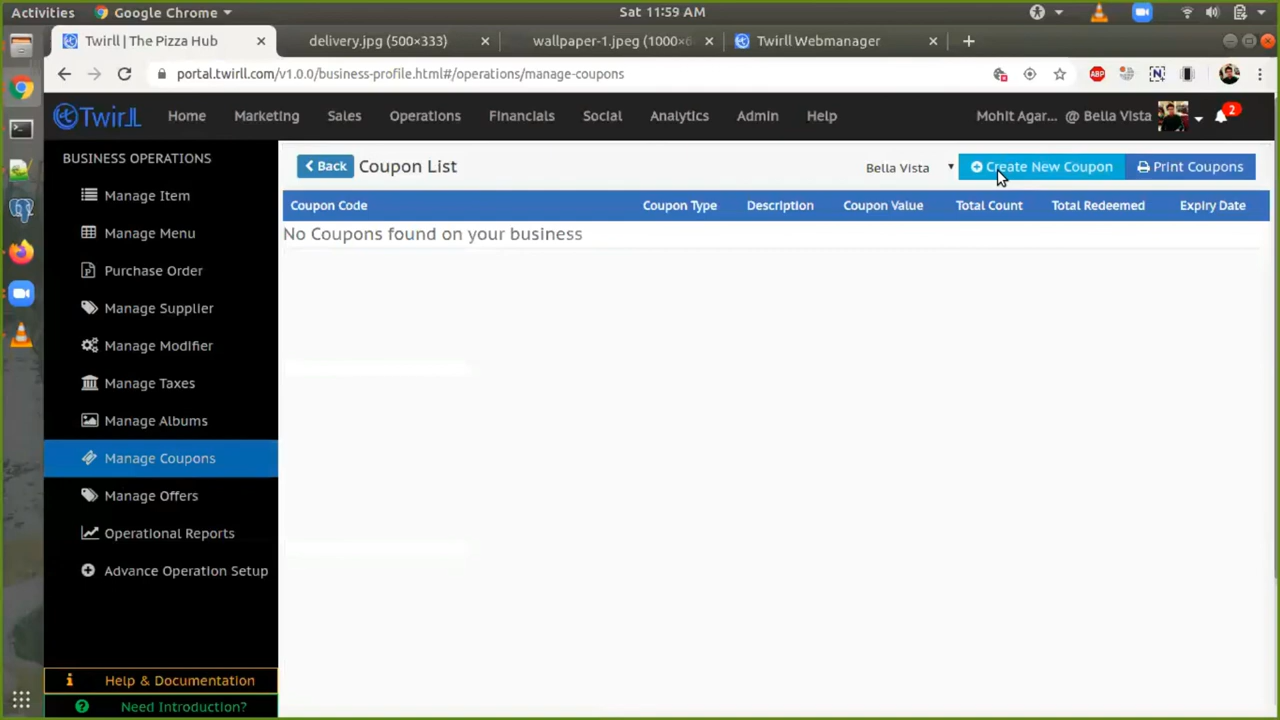 Activities Google Chrome Sat 11:59 AM
Twirll | The Pizza Hub delivery.jpg (500×333) wallpaper-1.jpeg (1000×6 Twirll Webmanager
portal.twirll.com/v1.0.0/business-profile.html#/operations/manage-coupons ABP
Twirll Home Marketing Sales Operations Financials Social Analytics Admin Help Mohit Agar... @ Bella Vista 2
BUSINESS OPERATIONS
Manage Item
Manage Menu
Purchase Order
Manage Supplier
Manage Modifier
Manage Taxes
Manage Albums
Manage Coupons
Manage Offers
Operational Reports
Advance Operation Setup
Help & Documentation
Need Introduction?
Back Coupon List Bella Vista Create New Coupon Print Coupons
Coupon Code Coupon Type Description Coupon Value Total Count Total Redeemed Expiry Date
No Coupons found on your business